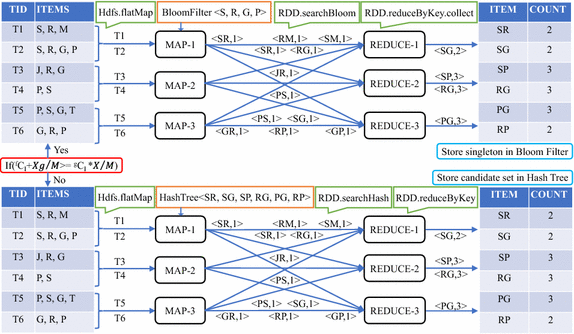 TID ITEMS
Hdfs.flatMap
BloomFilter <S, R, G, P>
RDD.searchBloom
RDD.reduceByKey.collect
ITEM COUNT
T1 S, R, M
T2 S, R, G, P
T3 J, R, G
T4 P, S
T5 P, S, G, T
T6 G, R, P
T1
T2
T3
T4
T5
T6
MAP-1
MAP-2
MAP-3
<SR,1> <RM,1> <SM,1>
<SR,1> <RG,1>
<JR,1>
<PS,1>
<PS,1> <SG,1>
<GR,1> <RP,1> <GP,1>
REDUCE-1
REDUCE-2
REDUCE-3
<SG,2>
<SP,3>
<RG,3>
<PG,3>
SR 2
SG 2
SP 3
RG 3
PG 3
RP 2
Yes
No
Store singleton in Bloom Filter
Store candidate set in Hash Tree
TID ITEMS
Hdfs.flatMap
HashTree<SR, SG, SP, RG, PG, RP>
RDD.searchHash
RDD.reduceByKey
ITEM COUNT
T1 S, R, M
T2 S, R, G, P
T3 J, R, G
T4 P, S
T5 P, S, G, T
T6 G, R, P
T1
T2
T3
T4
T5
T6
MAP-1
MAP-2
MAP-3
<SR,1> <RM,1> <SM,1>
<SR,1> <RG,1>
<JR,1>
<PS,1>
<PS,1> <SG,1>
<GR,1> <RP,1> <GP,1>
REDUCE-1
REDUCE-2
REDUCE-3
<SG,2>
<SP,3>
<RG,3>
<PG,3>
SR 2
SG 2
SP 3
RG 3
PG 3
RP 2